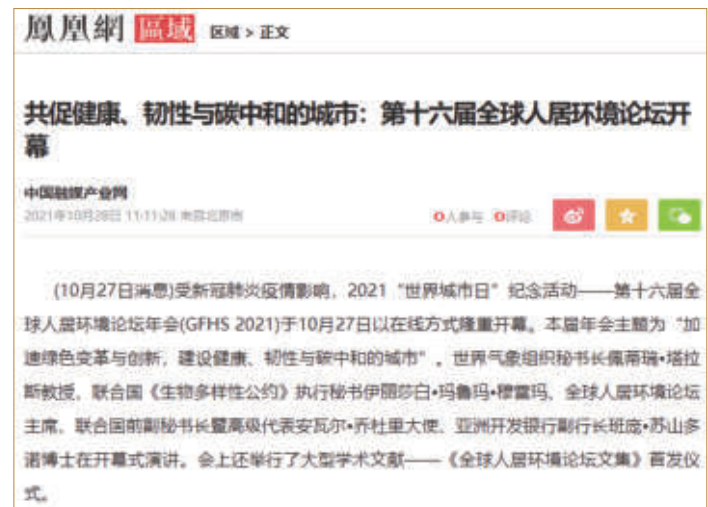 鳳凰網 區域 区域 > 正文
共促健康、韧性与碳中和的城市：第十六届全球人居环境论坛开
幕
中国融媒产业网
2021年10月28日 11:11:28 来自北京市
0人参与 0评论
(10月27日消息)受新冠肺炎疫情影响，2021“世界城市日”纪念活动——第十六届全
球人居环境论坛年会(GFHS 2021)于10月27日以在线方式隆重开幕。本届年会主题为“加
速绿色变革与创新，建设健康、韧性与碳中和的城市”。世界气象组织秘书长佩蒂瑞•塔拉
斯教授、联合国《生物多样性公约》执行秘书伊丽莎白•玛鲁玛•穆雷玛、全球人居环境论坛
主席、联合国前副秘书长暨高级代表安瓦尔•乔杜里大使、亚洲开发银行副行长班庞•苏山多
诺博士在开幕式演讲。会上还举行了大型学术文献——《全球人居环境论坛文集》首发仪
式。